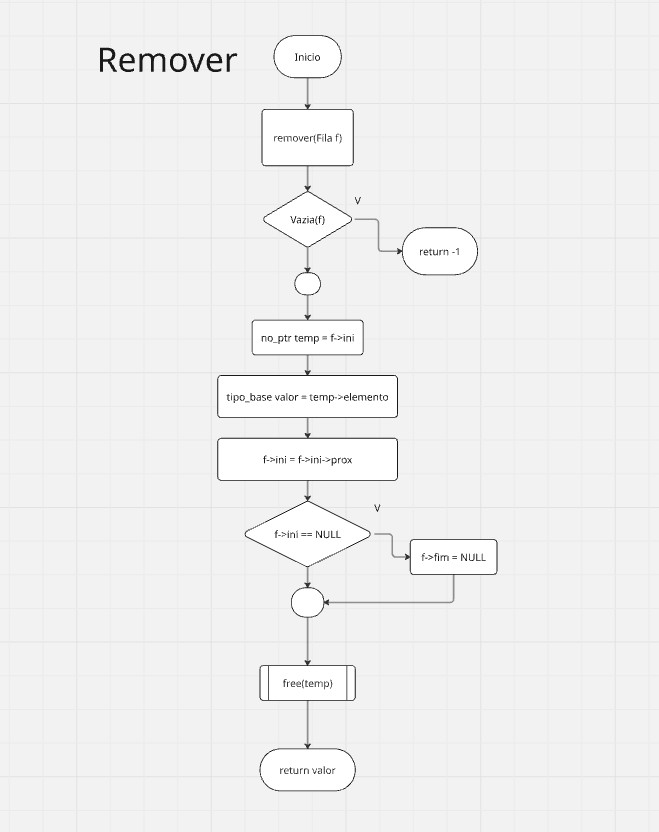 Remover
Inicio
remover(Fila f)
Vazia(f)
V
return -1
no_ptr temp = f->ini
tipo_base valor = temp->elemento
f->ini = f->ini->prox
f->ini == NULL
V
f->fim = NULL
free(temp)
return valor